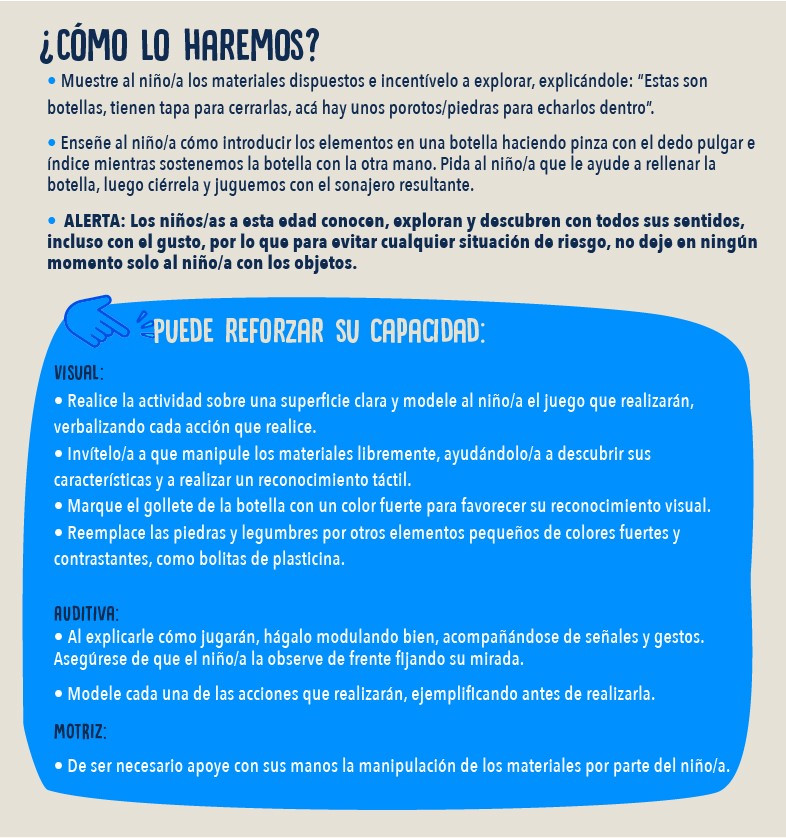 ¿CÓMO LO HAREMOS?
• Muestre al niño/a los materiales dispuestos e incentívelo a explorar, explicándole: “Estas son
botellas, tienen tapa para cerrarlas, acá hay unos porotos/piedras para echarlos dentro”.
• Enseñe al niño/a cómo introducir los elementos en una botella haciendo pinza con el dedo pulgar e
índice mientras sostenemos la botella con la otra mano. Pida al niño/a que le ayude a rellenar la
botella, luego ciérrela y juguemos con el sonajero resultante.
• ALERTA: Los niños/as a esta edad conocen, exploran y descubren con todos sus sentidos,
incluso con el gusto, por lo que para evitar cualquier situación de riesgo, no deje en ningún
momento solo al niño/a con los objetos.
PUEDE REFORZAR SU CAPACIDAD:
VISUAL:
• Realice la actividad sobre una superficie clara y modele al niño/a el juego que realizarán,
verbalizando cada acción que realice.
• Invítelo/a a que manipule los materiales libremente, ayudándolo/a a descubrir sus
características y a realizar un reconocimiento táctil.
• Marque el gollete de la botella con un color fuerte para favorecer su reconocimiento visual.
• Reemplace las piedras y legumbres por otros elementos pequeños de colores fuertes y
contrastantes, como bolitas de plasticina.
AUDITIVA:
• Al explicarle cómo jugarán, hágalo modulando bien, acompañándose de señales y gestos.
Asegúrese de que el niño/a la observe de frente fijando su mirada.
• Modele cada una de las acciones que realizarán, ejemplificando antes de realizarla.
MOTRIZ:
• De ser necesario apoye con sus manos la manipulación de los materiales por parte del niño/a.